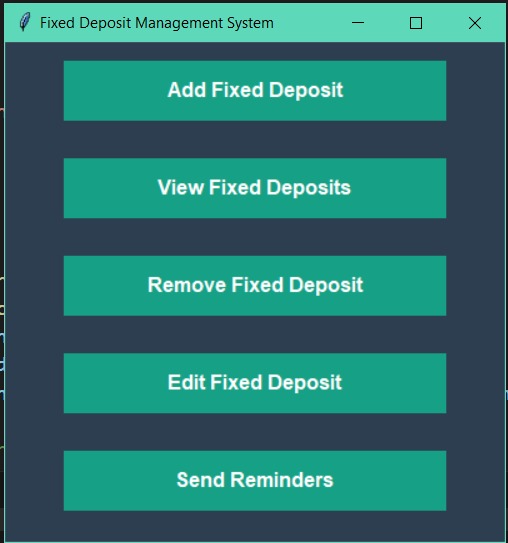 Fixed Deposit Management System
Add Fixed Deposit
View Fixed Deposits
Remove Fixed Deposit
Edit Fixed Deposit
Send Reminders